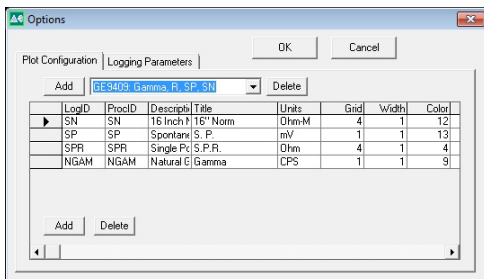 Options
OK Cancel
Plot Configuration Logging Parameters
Add GE9409: Gamma, R, SP, SN Delete
LogID ProcID Descripti Title Units Grid Width Color
SN SN 16 Inch N 16" Norm Ohm-M 4 1 12
SP SP Spontane S. P. mV 1 1 13
SPR SPR Single Pc S.P.R. Ohm 4 1 4
NGAM NGAM Natural G Gamma CPS 1 1 9
Add Delete